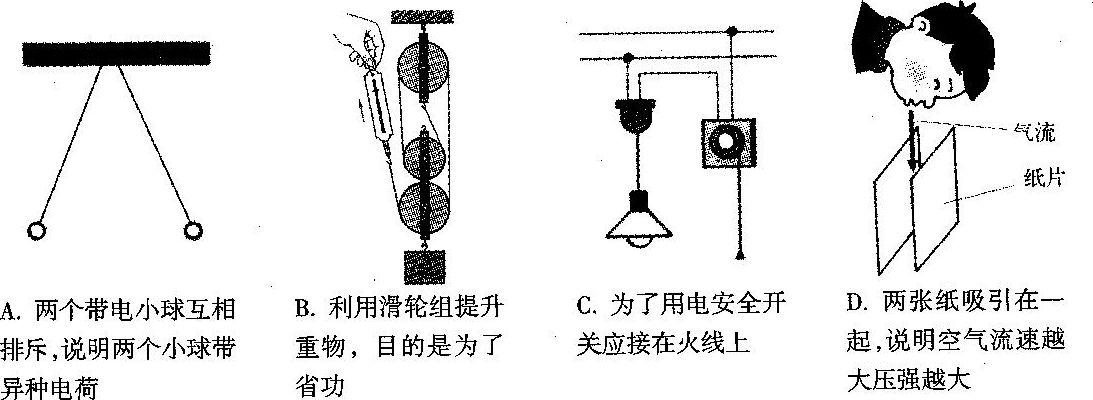 气流
纸片
A. 两个带电小球互相
排斥,说明两个小球带
异种电荷
B. 利用滑轮组提升
重物，目的是为了
省功
C. 为了用电安全开
关应接在火线上
D. 两张纸吸引在一
起,说明空气流速越
大压强越大